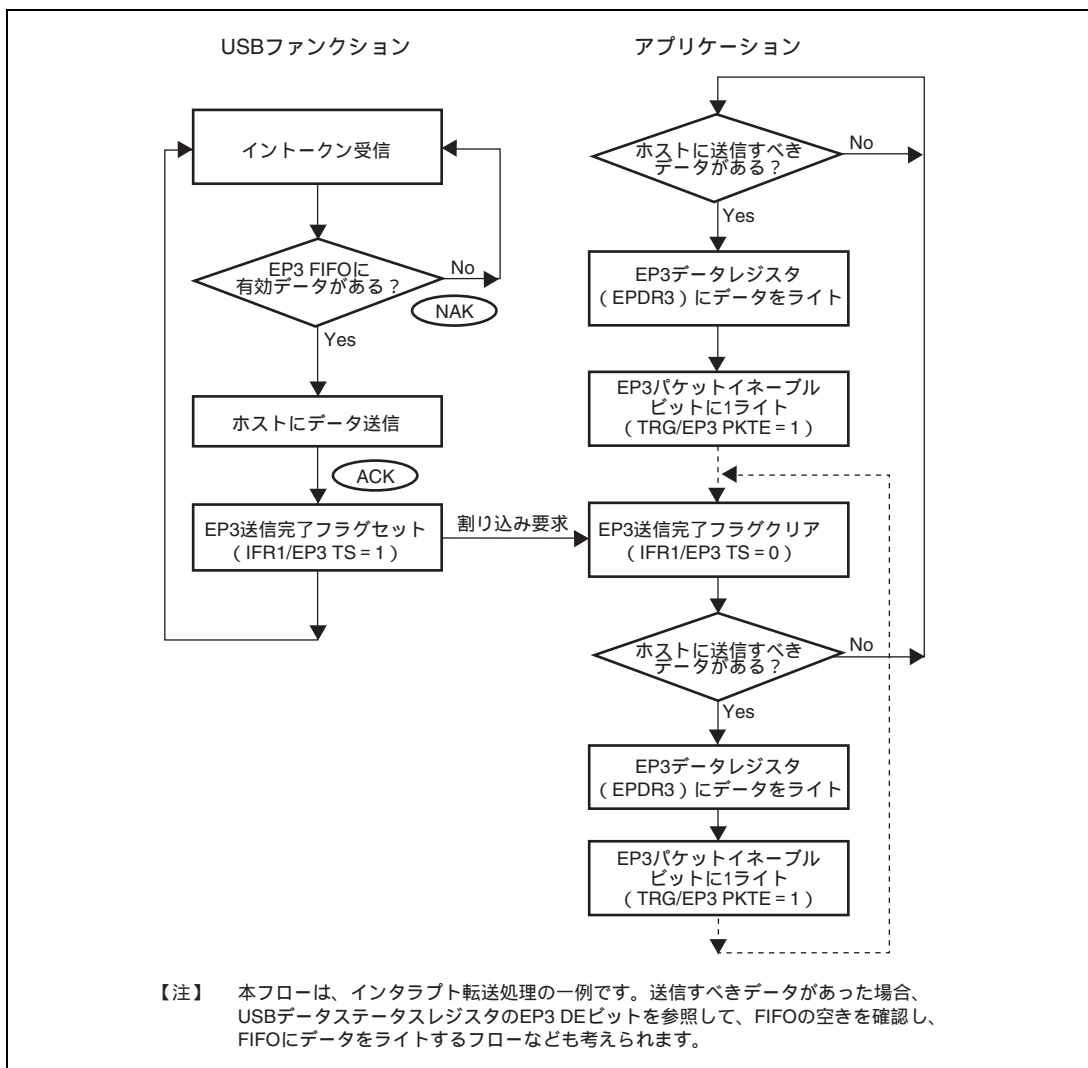 USBファンクション
イントークン受信
EP3 FIFOに
有効データがある?
No
NAK
Yes
ホストにデータ送信
ACK
EP3送信完了フラグセット
(IFR1/EP3 TS = 1)
割り込み要求
アプリケーション
ホストに送信すべき
データがある?
No
Yes
EP3データレジスタ
(EPDR3)にデータをライト
EP3パケットイネーブル
ビットに1ライト
(TRG/EP3 PKTE = 1)
EP3送信完了フラグクリア
(IFR1/EP3 TS = 0)
ホストに送信すべき
データがある?
No
Yes
EP3データレジスタ
(EPDR3)にデータをライト
EP3パケットイネーブル
ビットに1ライト
(TRG/EP3 PKTE = 1)
【注】 本フローは、インタラプト転送処理の一例です。送信すべきデータがあった場合、
USBデータステータスレジスタのEP3 DEビットを参照して、FIFOの空きを確認し、
FIFOにデータをライトするフローなども考えられます。